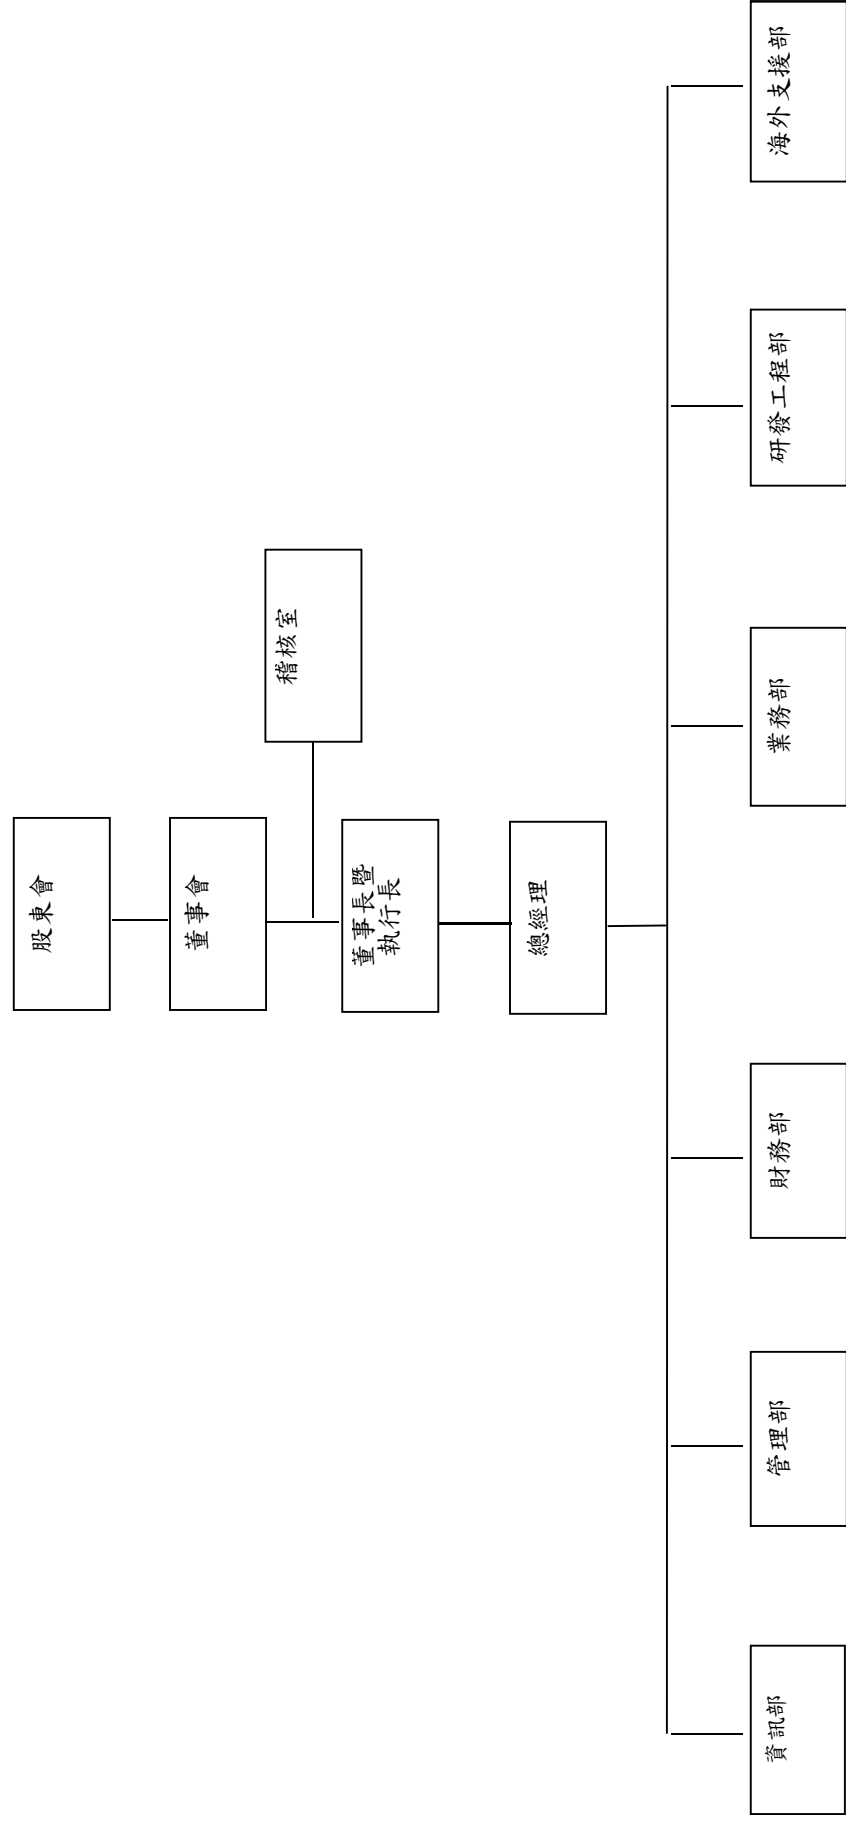 股東會
董事會
稽核室
董事長暨
執行長
總經理
資訊部
管理部
財務部
業務部
研發工程部
海外支援部